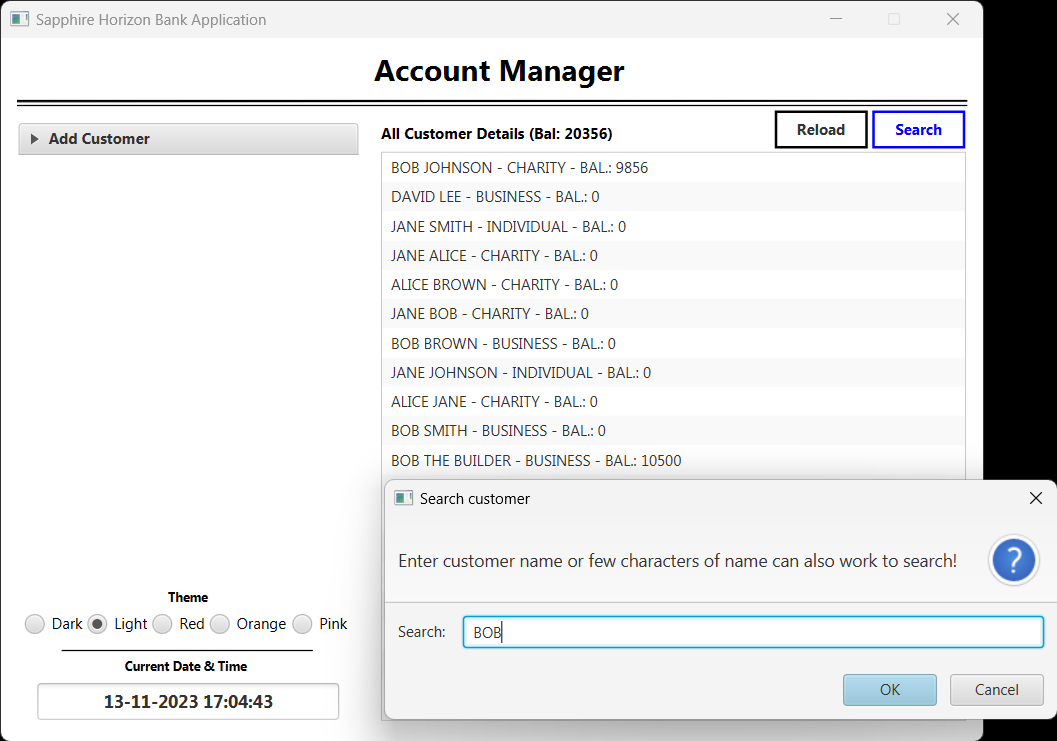 Sapphire Horizon Bank Application
Account Manager
Add Customer
All Customer Details (Bal: 20356)
Reload
Search
BOB JOHNSON - CHARITY - BAL.: 9856
DAVID LEE - BUSINESS - BAL.: 0
JANE SMITH - INDIVIDUAL - BAL.: 0
JANE ALICE - CHARITY - BAL.: 0
ALICE BROWN - CHARITY - BAL.: 0
JANE BOB - CHARITY - BAL.: 0
BOB BROWN - BUSINESS - BAL.: 0
JANE JOHNSON - INDIVIDUAL - BAL.: 0
ALICE JANE - CHARITY - BAL.: 0
BOB SMITH - BUSINESS - BAL.: 0
BOB THE BUILDER - BUSINESS - BAL.: 10500
Search customer
Enter customer name or few characters of name can also work to search!
?
Search: BOB
OK Cancel
Theme
Dark Light Red Orange Pink
Current Date & Time
13-11-2023 17:04:43